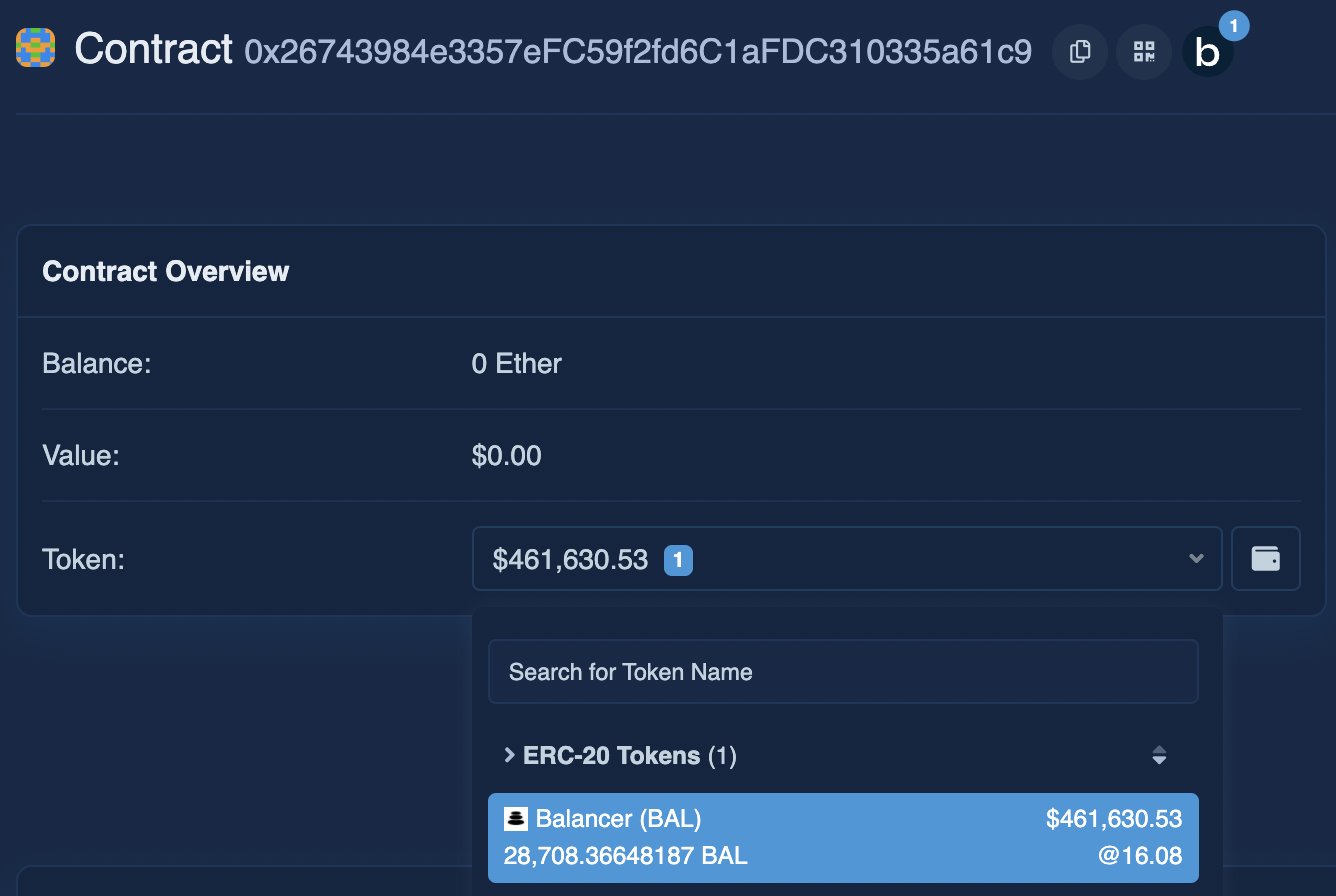 Contract 0x26743984e3357eFC59f2fd6C1aFDC310335a61c9 b 1
Contract Overview
Balance: 0 Ether
Value: $0.00
Token: $461,630.53 1
Search for Token Name
ERC-20 Tokens (1)
Balancer (BAL) $461,630.53
28,708.36648187 BAL @16.08